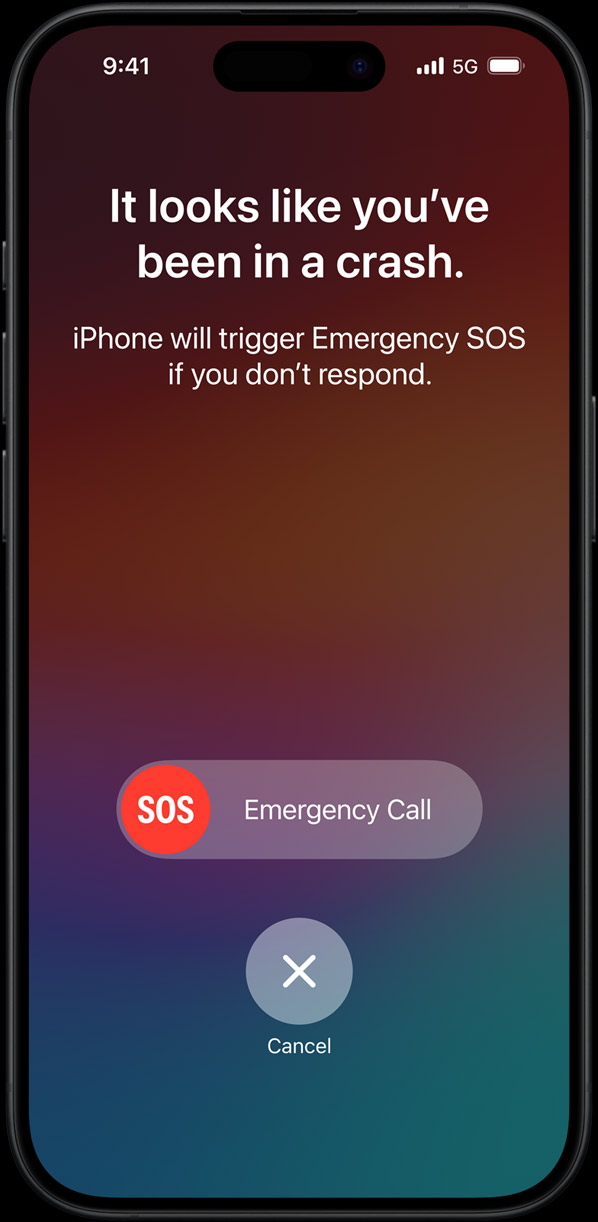 9:41
5G
It looks like you’ve
been in a crash.
iPhone will trigger Emergency SOS
if you don’t respond.
SOS
Emergency Call
Cancel